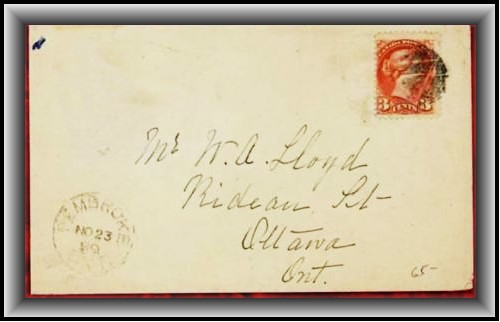 3 CENTS 3
Mr W. A. Lloyd
Rideau St
Ottawa
Ont.
65-
PEMBROKE
NO 23
89